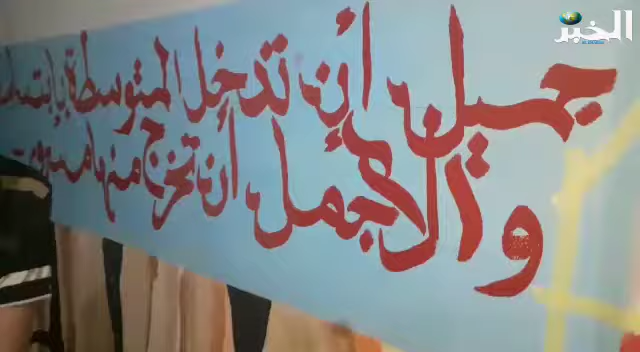 الخبر
جميل أن تدخل المتوسطة
والأجمل أن تخرج منها